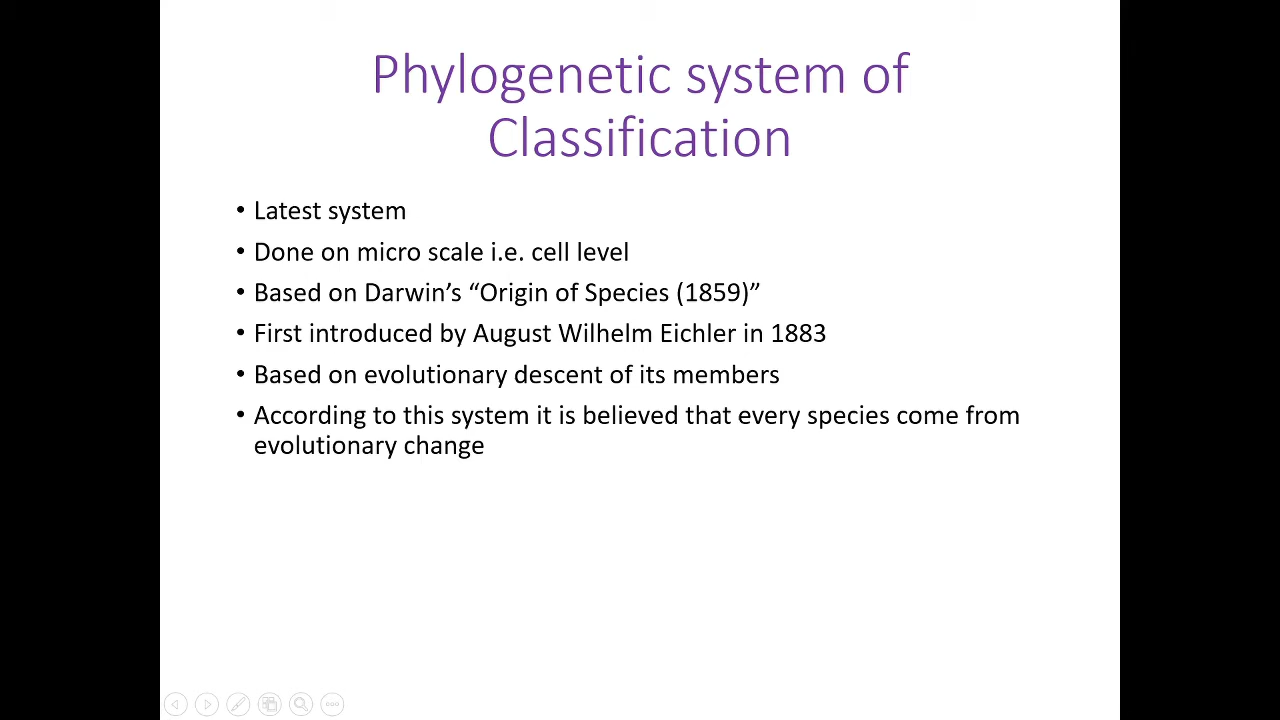 Phylogenetic system of
Classification
• Latest system
• Done on micro scale i.e. cell level
• Based on Darwin’s “Origin of Species (1859)”
• First introduced by August Wilhelm Eichler in 1883
• Based on evolutionary descent of its members
• According to this system it is believed that every species come from
evolutionary change